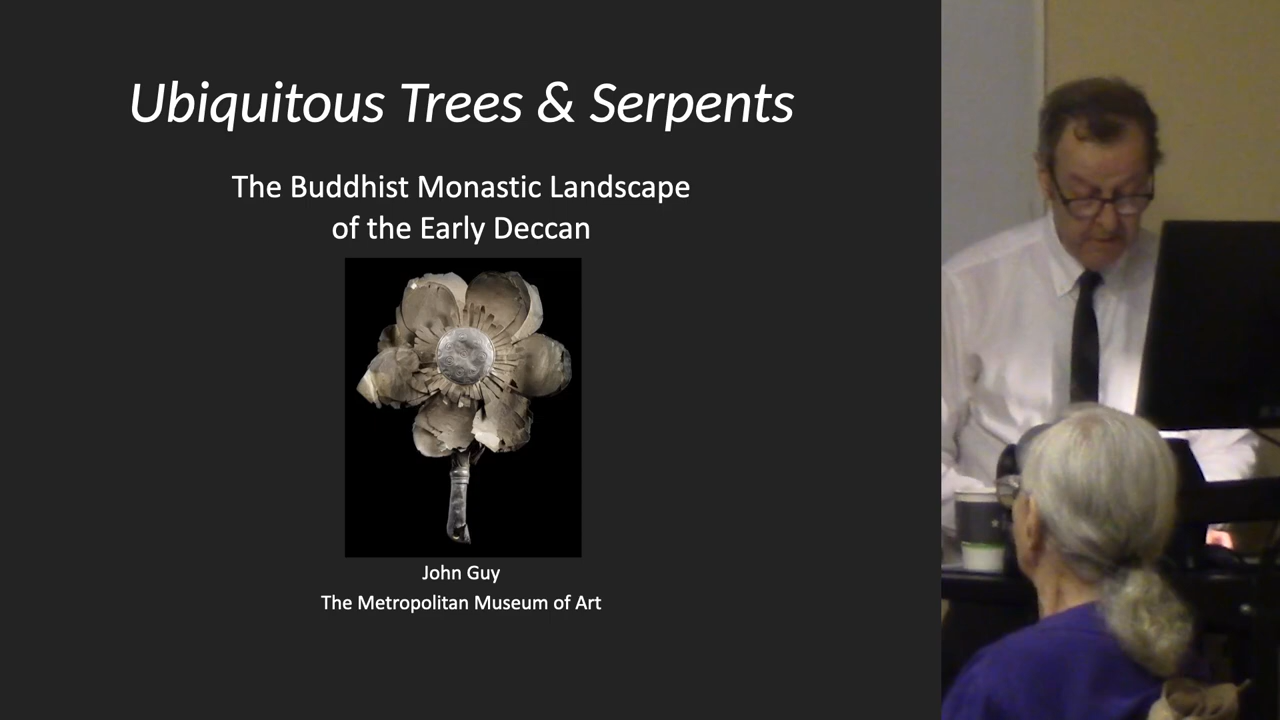 Ubiquitous Trees & Serpents
The Buddhist Monastic Landscape
of the Early Deccan
John Guy
The Metropolitan Museum of Art